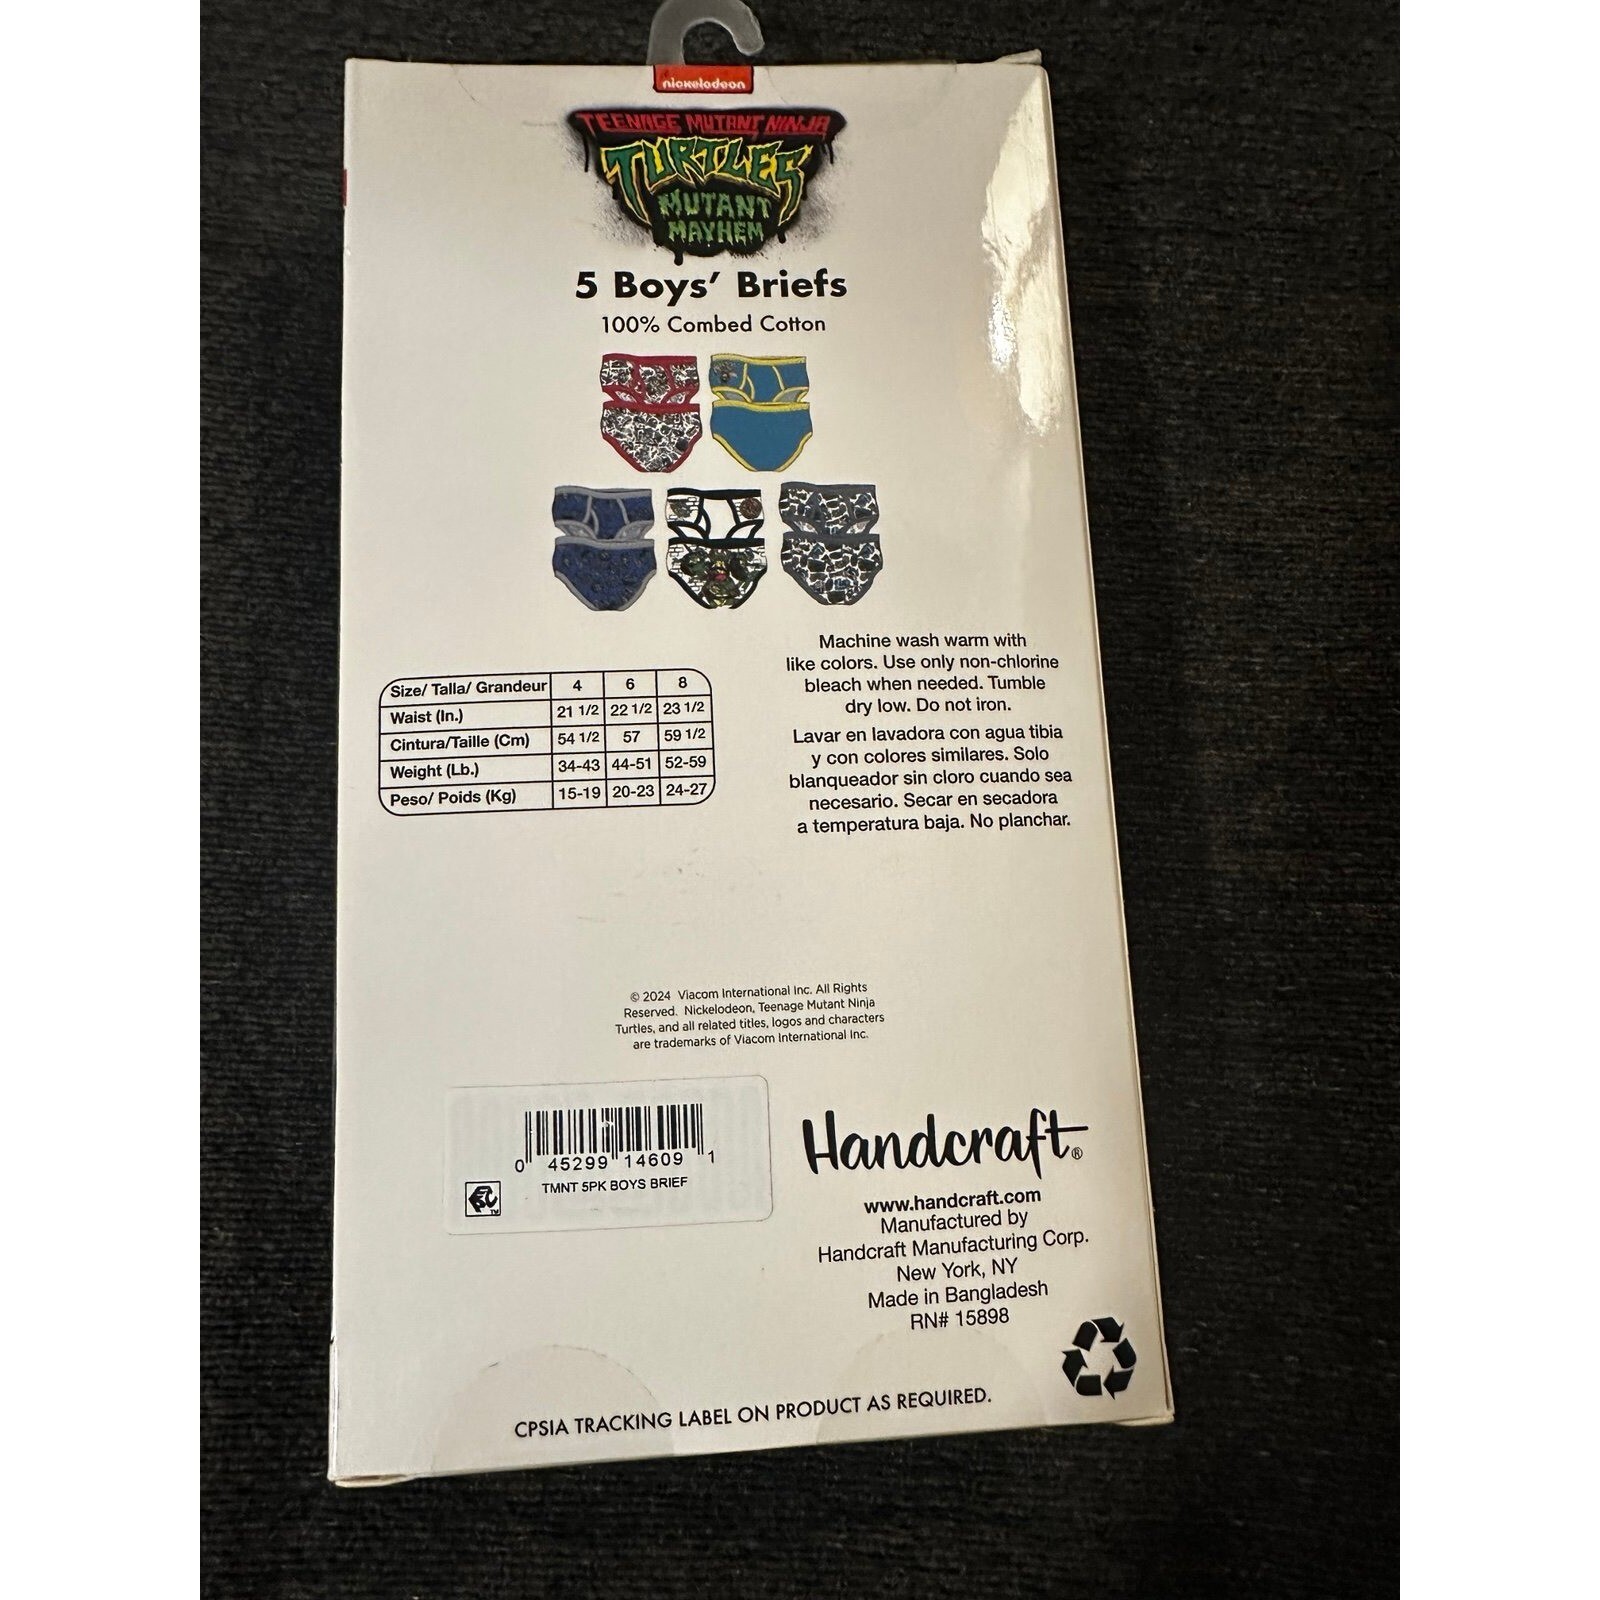 nickelodeon
TEENAGE MUTANT NINJA
TURTLES
MUTANT
MAYHEM
5 Boys' Briefs
100% Combed Cotton
Size/ Talla/ Grandeur 4 6 8
Waist (In.) 21 1/2 22 1/2 23 1/2
Cintura/Taille (Cm) 54 1/2 57 59 1/2
Weight (Lb.) 34-43 44-51 52-59
Peso/ Poids (Kg) 15-19 20-23 24-27
Machine wash warm with
like colors. Use only non-chlorine
bleach when needed. Tumble
dry low. Do not iron.
Lavar en lavadora con agua tibia
y con colores similares. Solo
blanqueador sin cloro cuando sea
necesario. Secar en secadora
a temperatura baja. No planchar.
© 2024 Viacom International Inc. All Rights
Reserved. Nickelodeon, Teenage Mutant Ninja
Turtles, and all related titles, logos and characters
are trademarks of Viacom International Inc.
0 45299 14609 1
TMNT 5PK BOYS BRIEF
TM
Handcraft®
www.handcraft.com
Manufactured by
Handcraft Manufacturing Corp.
New York, NY
Made in Bangladesh
RN# 15898
CPSIA TRACKING LABEL ON PRODUCT AS REQUIRED.